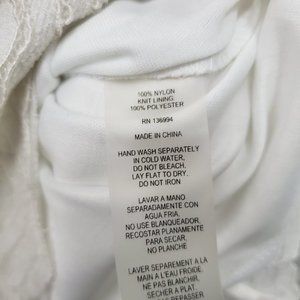 100% NYLON
KNIT LINING:
100% POLYESTER
RN 136994
MADE IN CHINA
HAND WASH SEPARATELY
IN COLD WATER,
DO NOT BLEACH.
LAY FLAT TO DRY.
DO NOT IRON
LAVAR A MANO
SEPARADAMENTE CON
AGUA FRIA,
NO USE BLANQUEADOR,
RECOSTAR PLANAMENTE
PARA SECAR,
NO PLANCHE
LAVER SEPAREMENT A LA
MAIN A L'EAU FROIDE,
NE PAS BLANCHIR,
SECHER A PLAT
REPASSER